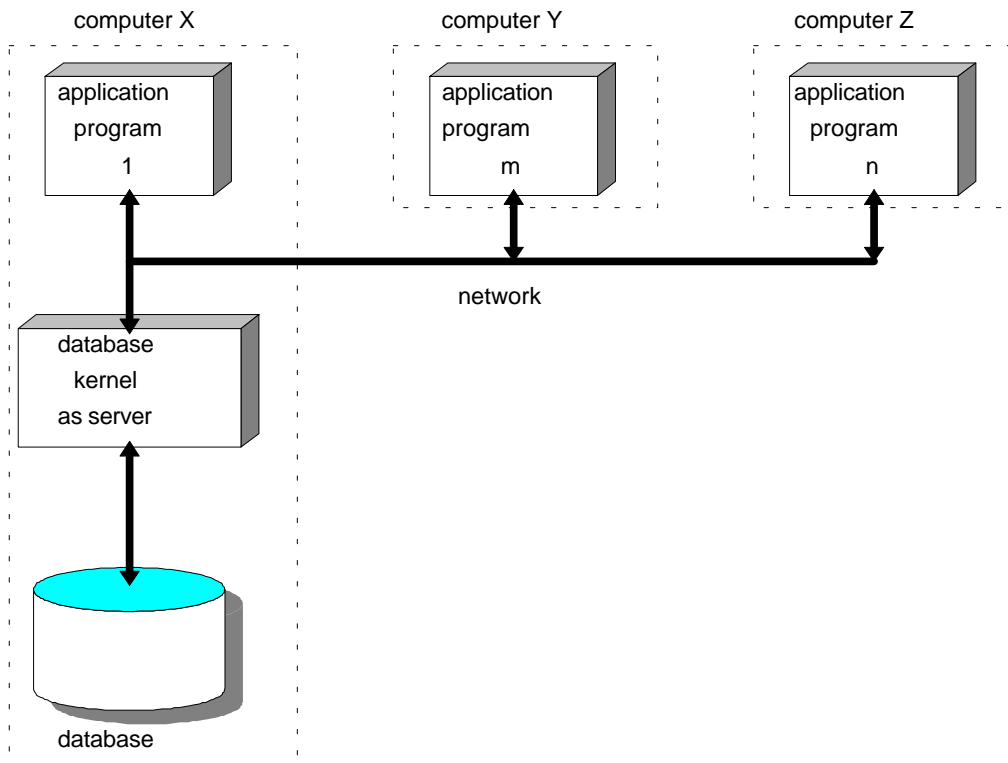 computer X
computer Y
computer Z
application
program
1
application
program
m
application
program
n
network
database
kernel
as server
database